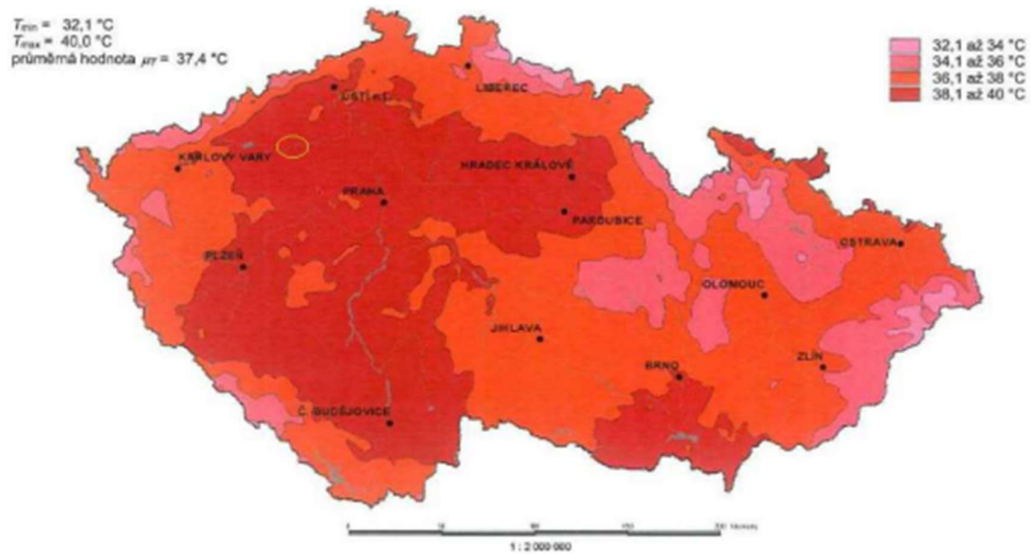 Tmin = 32,1 °C
Tmax = 40,0 °C
průměrná hodnota μT = 37,4 °C
32,1 až 34 °C
34,1 až 36 °C
36,1 až 38 °C
38,1 až 40 °C
LIBEREC
KARLOVY VARY
HRADEC KRÁLOVÉ
PRAHA
PARDUBICE
OSTRAVA
PLZEŇ
OLOMOUC
JIHLAVA
ZLÍN
BRNO
Č. BUDĚJOVICE
1 : 2 000 000